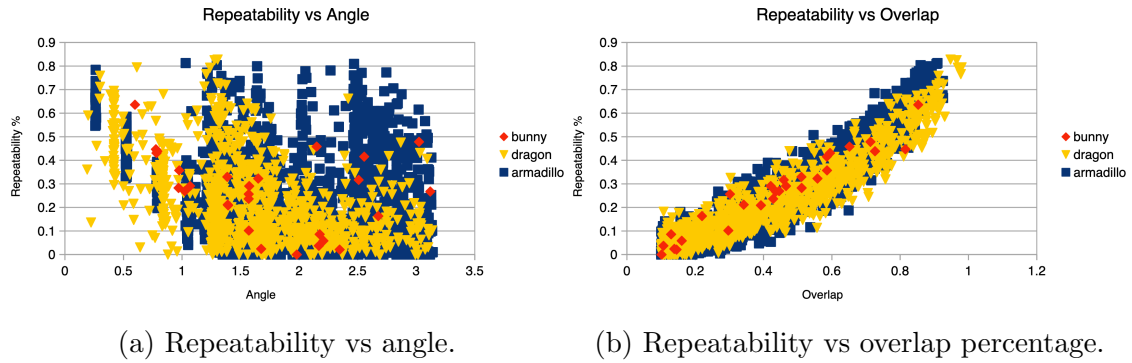 Repeatability vs Angle
0.9
0.8
0.7
0.6
0.5
0.4
0.3
0.2
0.1
0
Repeatability %
0 0.5 1 1.5 2 2.5 3 3.5
Angle
bunny
dragon
armadillo
(a) Repeatability vs angle.
Repeatability vs Overlap
0.9
0.8
0.7
0.6
0.5
0.4
0.3
0.2
0.1
0
Repeatability %
0 0.2 0.4 0.6 0.8 1 1.2
Overlap
bunny
dragon
armadillo
(b) Repeatability vs overlap percentage.